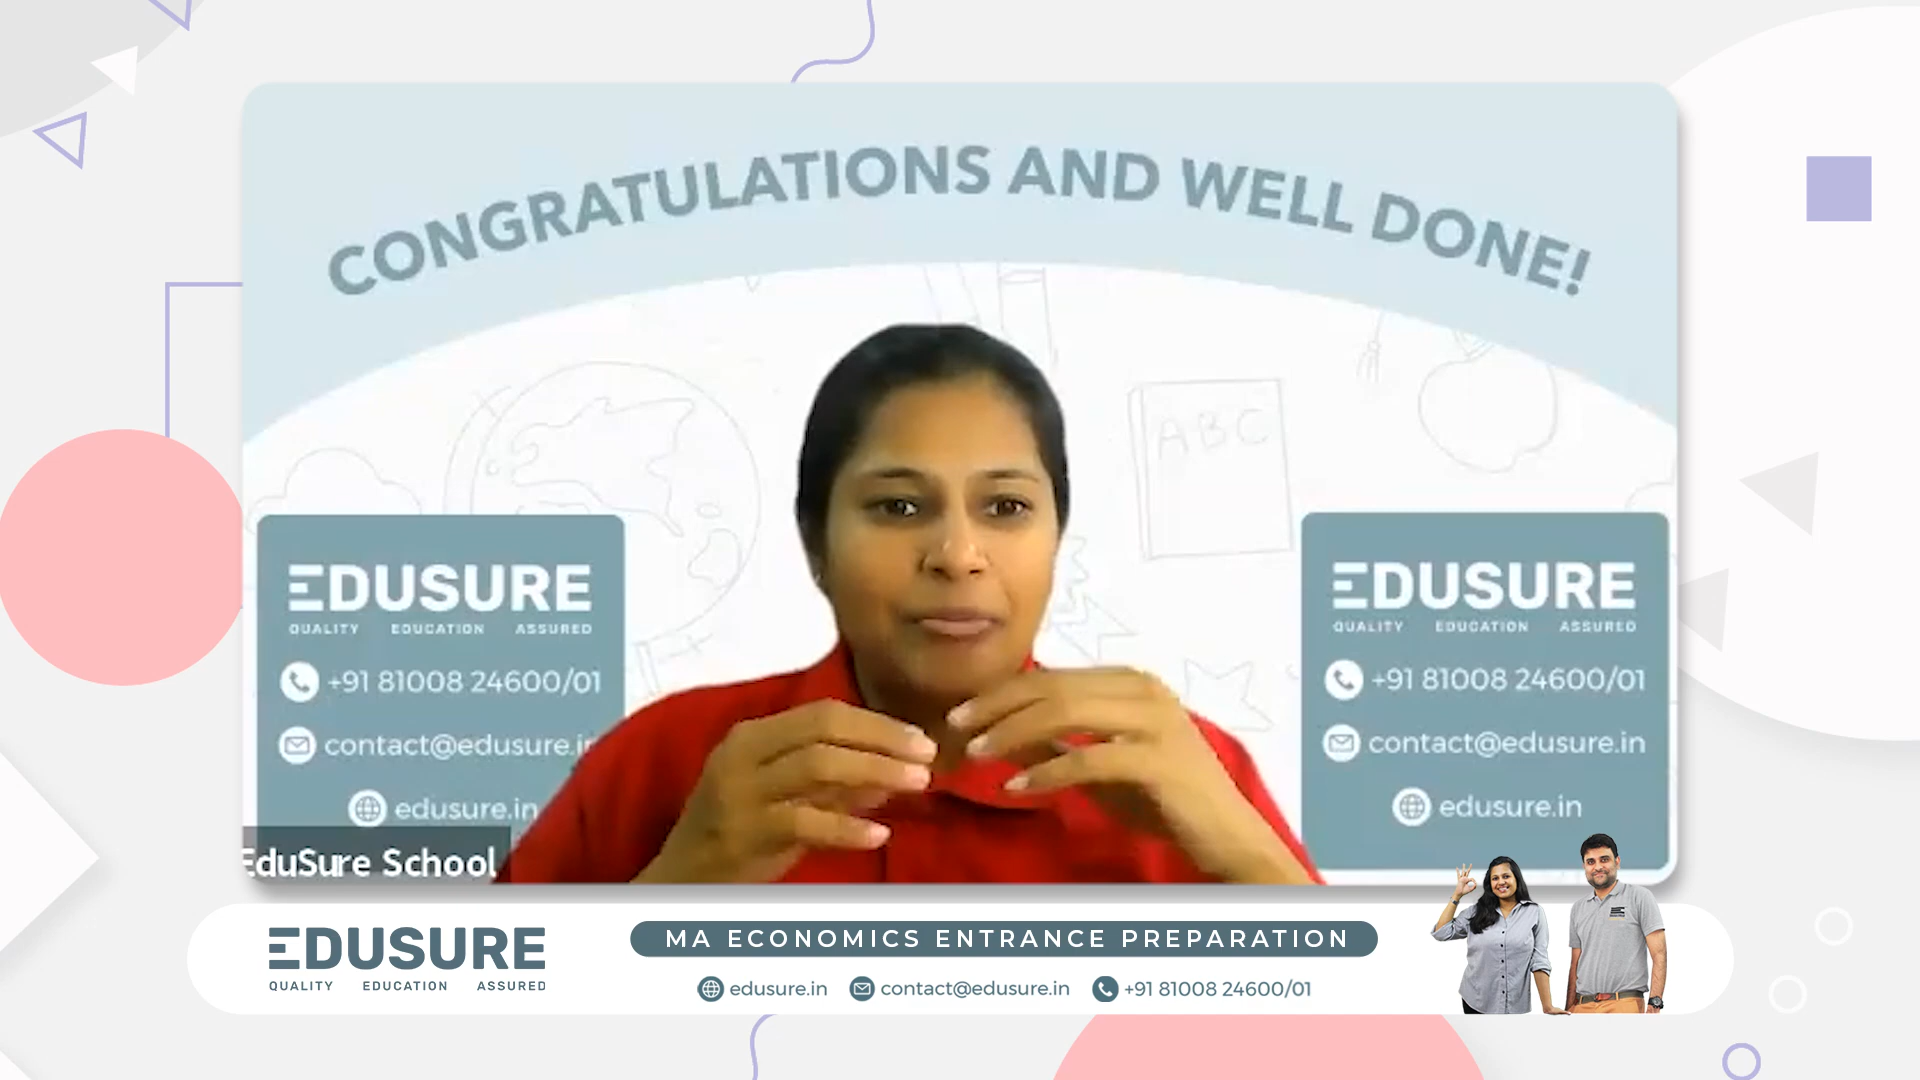 CONGRATULATIONS AND WELL DONE!
ABC
EDUSURE
QUALITY EDUCATION ASSURED
+91 81008 24600/01
contact@edusure.in
edusure.in
EDUSURE
QUALITY EDUCATION ASSURED
+91 81008 24600/01
contact@edusure.in
edusure.in
EduSure School
EDUSURE
QUALITY EDUCATION ASSURED
MA ECONOMICS ENTRANCE PREPARATION
edusure.in contact@edusure.in +91 81008 24600/01